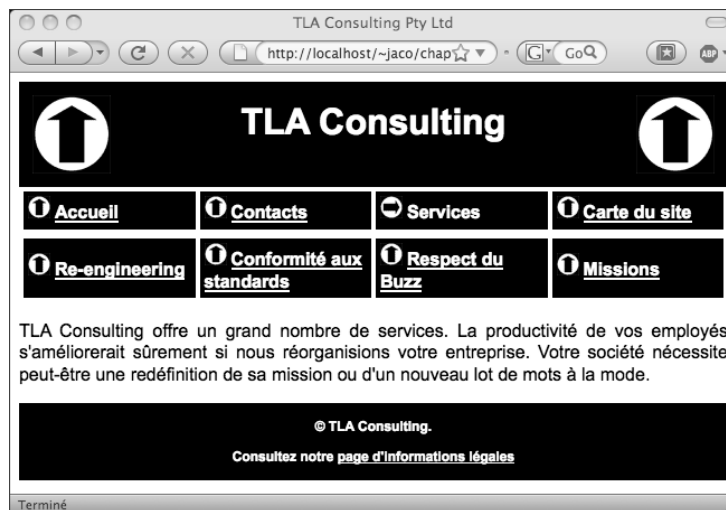 TLA Consulting Pty Ltd
http://localhost/~jaco/chap
G
Go
ABP
TLA Consulting
Accueil
Contacts
Services
Carte du site
Re-engineering
Conformité aux
standards
Respect du
Buzz
Missions
TLA Consulting offre un grand nombre de services. La productivité de vos employés
s'améliorerait sûrement si nous réorganisions votre entreprise. Votre société nécessite
peut-être une redéfinition de sa mission ou d'un nouveau lot de mots à la mode.
© TLA Consulting.
Consultez notre page d'informations légales
Terminé